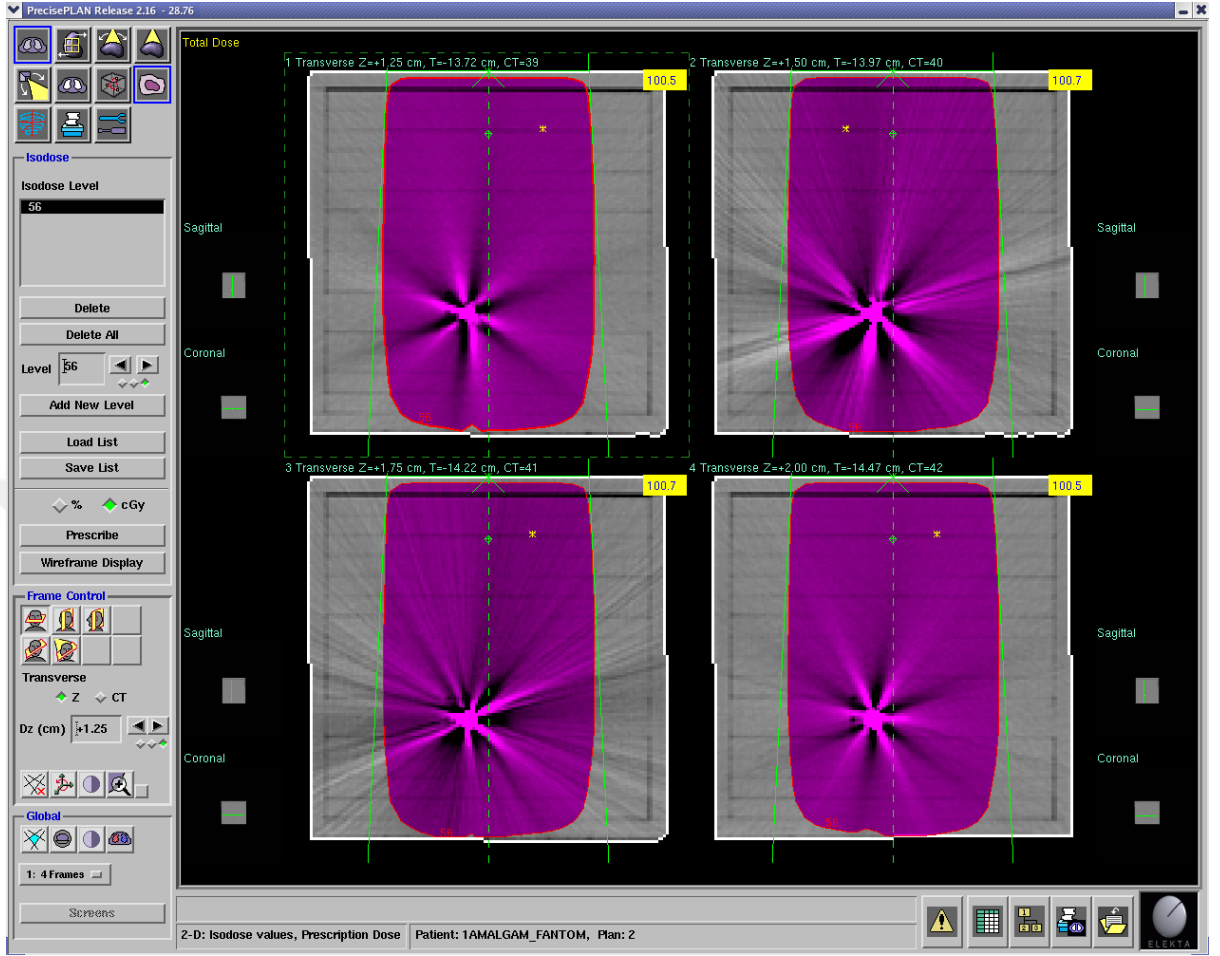 PrecisePLAN Release 2.16 - 28.76
Isodose
Isodose Level
56
Delete
Delete All
Level 56
Add New Level
Load List
Save List
% cGy
Prescribe
Wireframe Display
Frame Control
Transverse
Z CT
Dz (cm) +1.25
Global
1: 4 Frames
Screens
Total Dose
1 Transverse Z=+1.25 cm, T=-13.72 cm, CT=39
100.5
56
2 Transverse Z=+1.50 cm, T=-13.97 cm, CT=40
100.7
56
Sagittal
Coronal
Sagittal
Coronal
3 Transverse Z=+1.75 cm, T=-14.22 cm, CT=41
100.7
56
4 Transverse Z=+2.00 cm, T=-14.47 cm, CT=42
100.5
56
Sagittal
Coronal
Sagittal
Coronal
2-D: Isodose values, Prescription Dose
Patient: 1AMALGAM_FANTOM, Plan: 2
ELEKTA